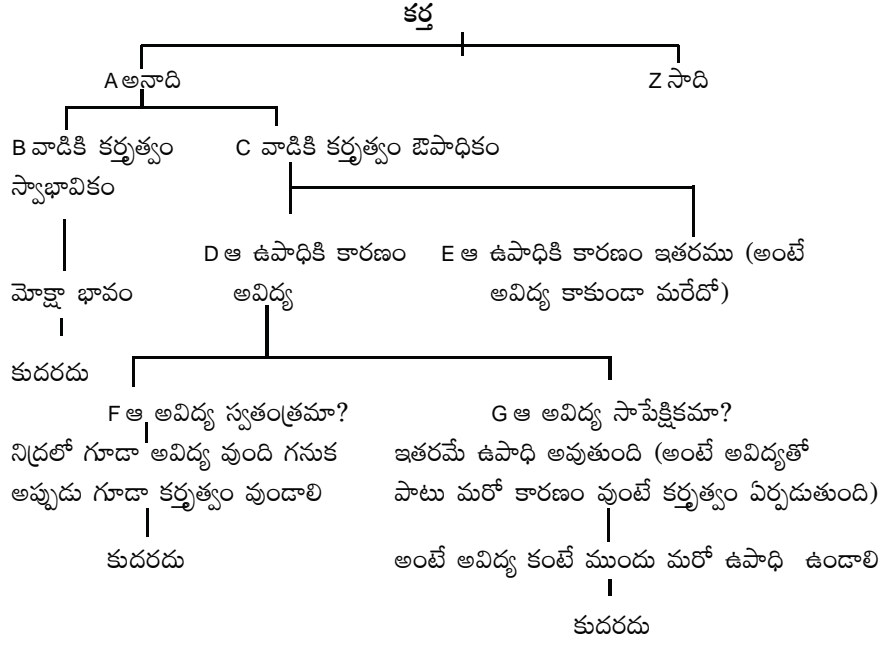 కర్త
A అనాది Z సాది
B వాడికి కర్తృత్వం C వాడికి కర్తృత్వం ఔపాధికం
స్వాభావికం
D ఆ ఉపాధికి కారణం E ఆ ఉపాధికి కారణం ఇతరము (అంటే
మోక్షా భావం అవిద్య అవిద్య కాకుండా మరేదో)
కుదరదు
F ఆ అవిద్య స్వతంత్రమా? G ఆ అవిద్య సాపేక్షికమా?
నిద్రలో గూడా అవిద్య వుంది గనుక ఇతరమే ఉపాధి అవుతుంది (అంటే అవిద్యతో
అప్పుడు గూడా కర్తృత్వం వుండాలి పాటు మరో కారణం వుంటే కర్తృత్వం ఏర్పడుతుంది)
కుదరదు అంటే అవిద్య కంటే ముందు మరో ఉపాధి ఉండాలి
కుదరదు